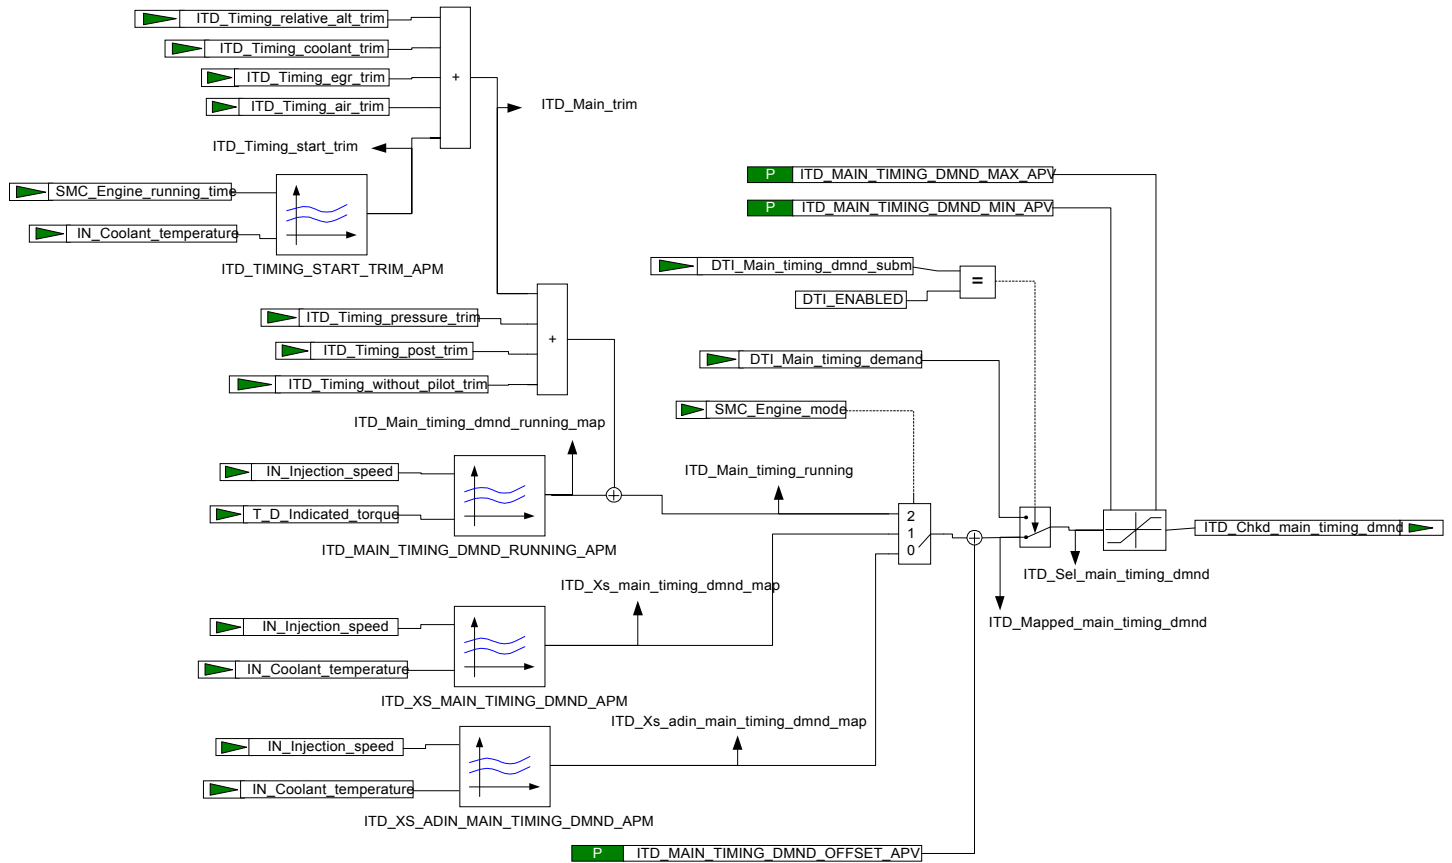 ITD_Timing_relative_alt_trim
ITD_Timing_coolant_trim
ITD_Timing_egr_trim
+
ITD_Timing_air_trim
ITD_Main_trim
ITD_Timing_start_trim
SMC_Engine_running_time
IN_Coolant_temperature
ITD_TIMING_START_TRIM_APM
P ITD_MAIN_TIMING_DMND_MAX_APV
P ITD_MAIN_TIMING_DMND_MIN_APV
DTI_Main_timing_dmnd_subm
=
DTI_ENABLED
ITD_Timing_pressure_trim
+
ITD_Timing_post_trim
ITD_Timing_without_pilot_trim
DTI_Main_timing_demand
SMC_Engine_mode
ITD_Main_timing_dmnd_running_map
IN_Injection_speed
T_D_Indicated_torque
ITD_MAIN_TIMING_DMND_RUNNING_APM
ITD_Main_timing_running
2
1
0
ITD_Chkd_main_timing_dmnd
ITD_Sel_main_timing_dmnd
ITD_Mapped_main_timing_dmnd
ITD_Xs_main_timing_dmnd_map
IN_Injection_speed
IN_Coolant_temperature
ITD_XS_MAIN_TIMING_DMND_APM
ITD_Xs_adin_main_timing_dmnd_map
IN_Injection_speed
IN_Coolant_temperature
ITD_XS_ADIN_MAIN_TIMING_DMND_APM
P ITD_MAIN_TIMING_DMND_OFFSET_APV